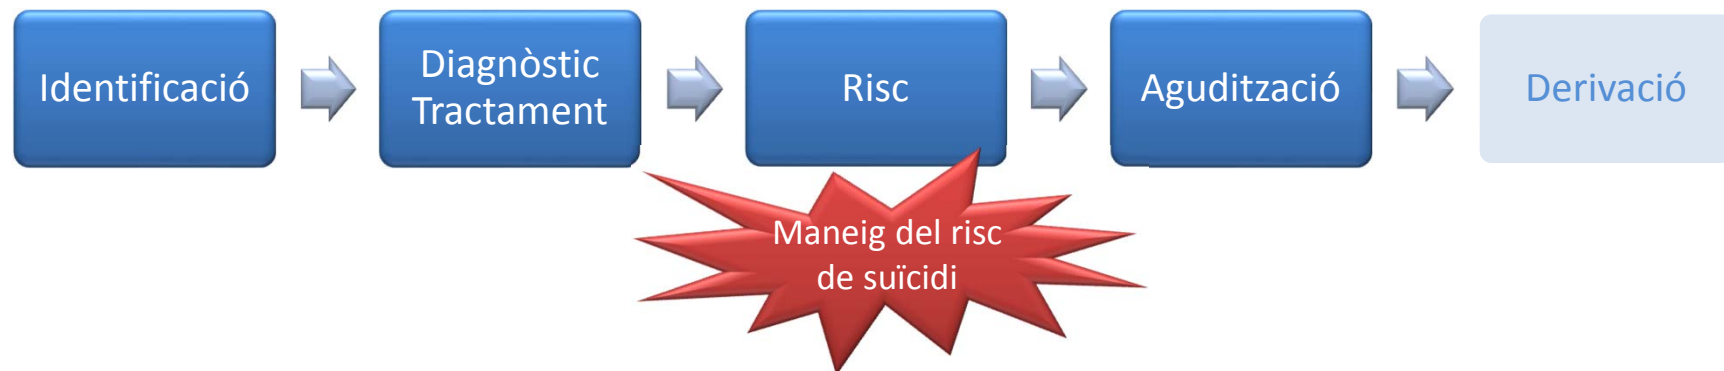 Identificació
Diagnòstic
Tractament
Risc
Agudització
Derivació
Maneig del risc
de suïcidi